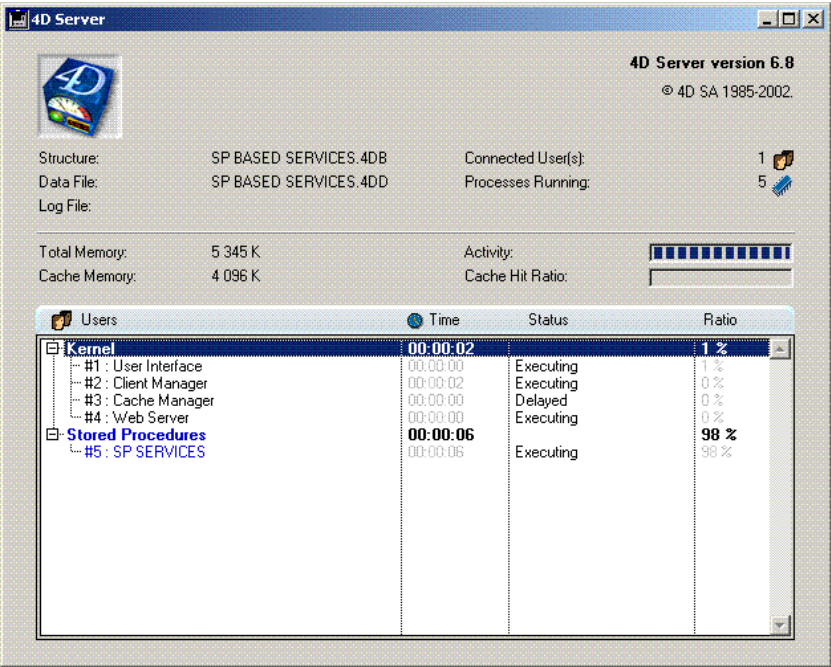 4D Server
4D
4D Server version 6.8
© 4D SA 1985-2002.
Structure: SP BASED SERVICES.4DB Connected User(s): 1
Data File: SP BASED SERVICES.4DD Processes Running: 5
Log File:
Total Memory: 5 345 K Activity:
Cache Memory: 4 096 K Cache Hit Ratio:
Users Time Status Ratio
Kernel 00:00:02 1 %
#1 : User Interface 00:00:00 Executing 1 %
#2 : Client Manager 00:00:02 Executing 0 %
#3 : Cache Manager 00:00:00 Delayed 0 %
#4 : Web Server 00:00:00 Executing 0 %
Stored Procedures 00:00:06 98 %
#5 : SP SERVICES 00:00:06 Executing 98 %